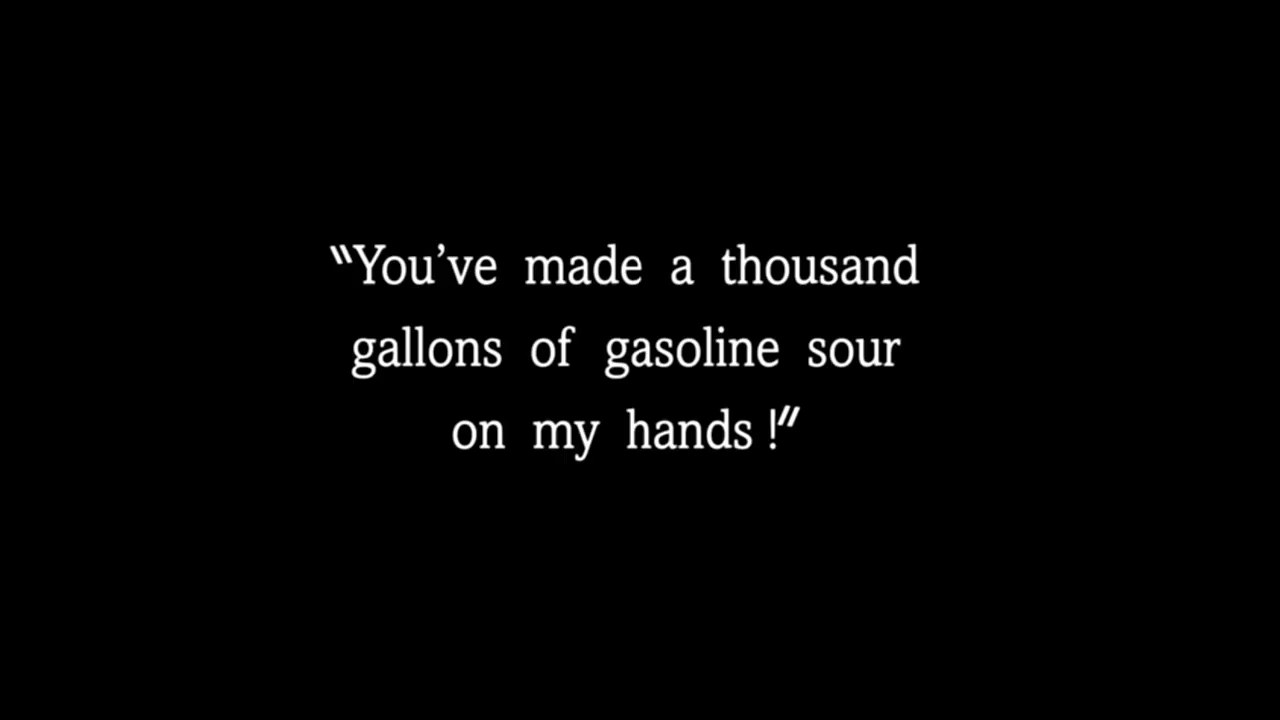 “You’ve made a thousand
gallons of gasoline sour
on my hands!”